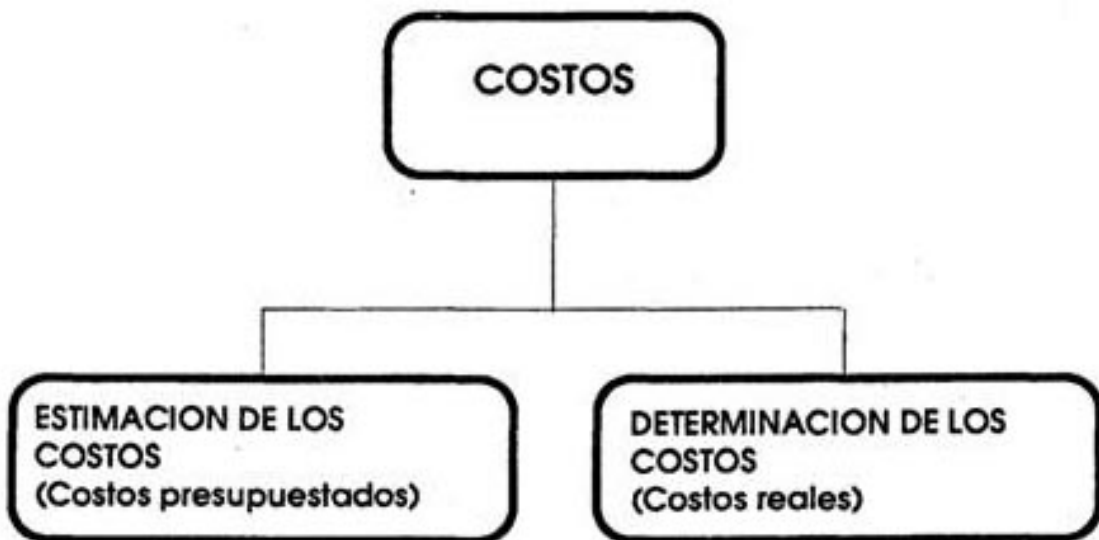 COSTOS
ESTIMACION DE LOS
COSTOS
(Costos presupuestados)
DETERMINACION DE LOS
COSTOS
(Costos reales)